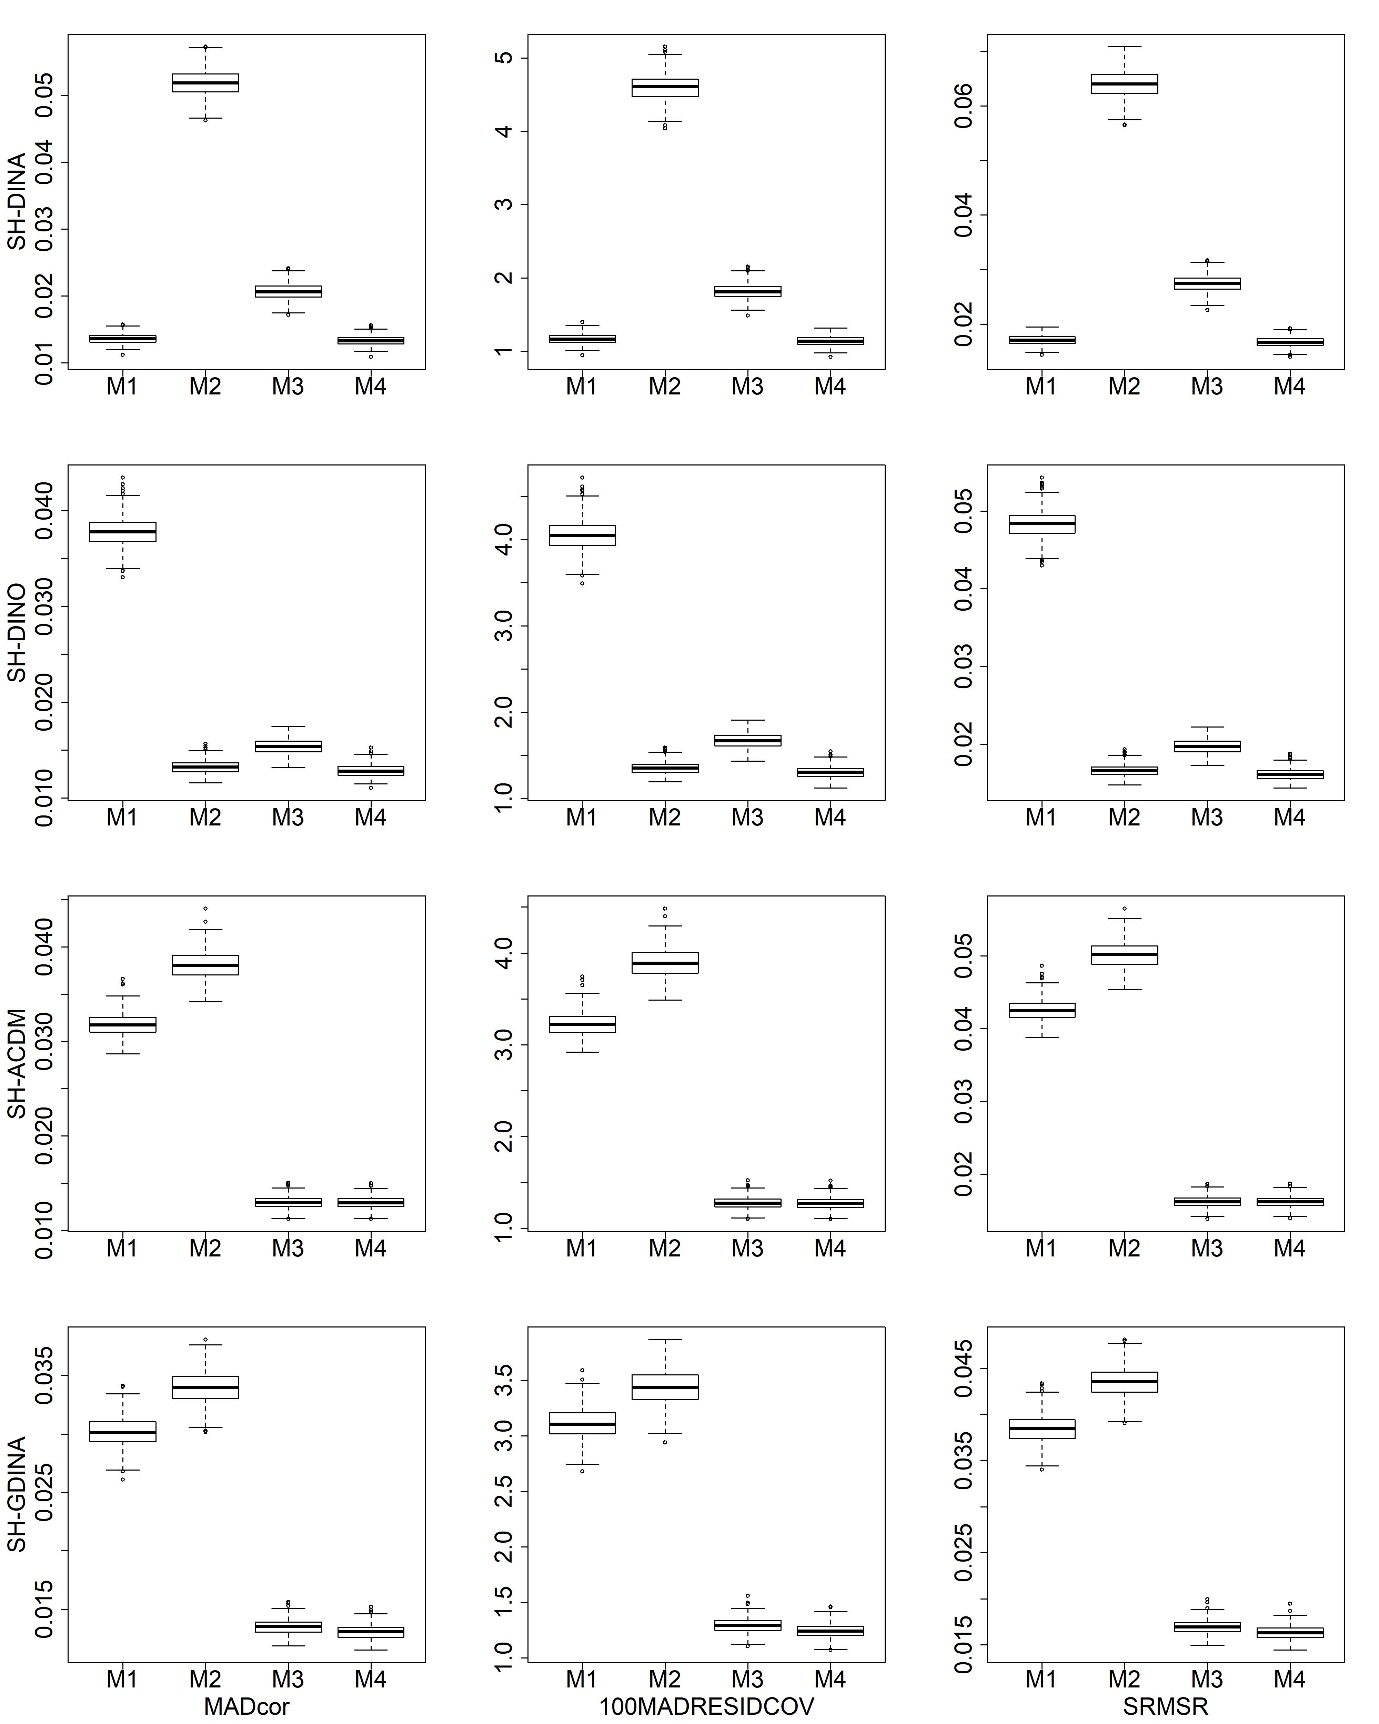 SH-DINA
0.01 0.02 0.03 0.04 0.05
M1 M2 M3 M4
1 2 3 4 5
M1 M2 M3 M4
0.02 0.04 0.06
M1 M2 M3 M4
SH-DINO
0.010 0.020 0.030 0.040
M1 M2 M3 M4
1.0 2.0 3.0 4.0
M1 M2 M3 M4
0.02 0.03 0.04 0.05
M1 M2 M3 M4
SH-ACDM
0.010 0.020 0.030 0.040
M1 M2 M3 M4
1.0 2.0 3.0 4.0
M1 M2 M3 M4
0.02 0.03 0.04 0.05
M1 M2 M3 M4
SH-GDINA
0.015 0.025 0.035
M1 M2 M3 M4
MADcor
1.0 1.5 2.0 2.5 3.0 3.5
M1 M2 M3 M4
100MADRESIDCOV
0.015 0.025 0.035 0.045
M1 M2 M3 M4
SRMSR